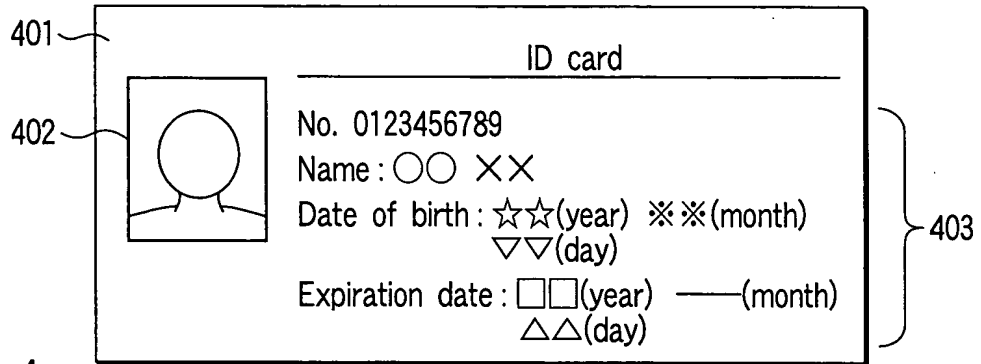 401
ID card
402
No. 0123456789
Name : ○○ ××
Date of birth : ☆☆(year) ※※(month)
▽▽(day)
403
Expiration date : □□(year) ——(month)
△△(day)